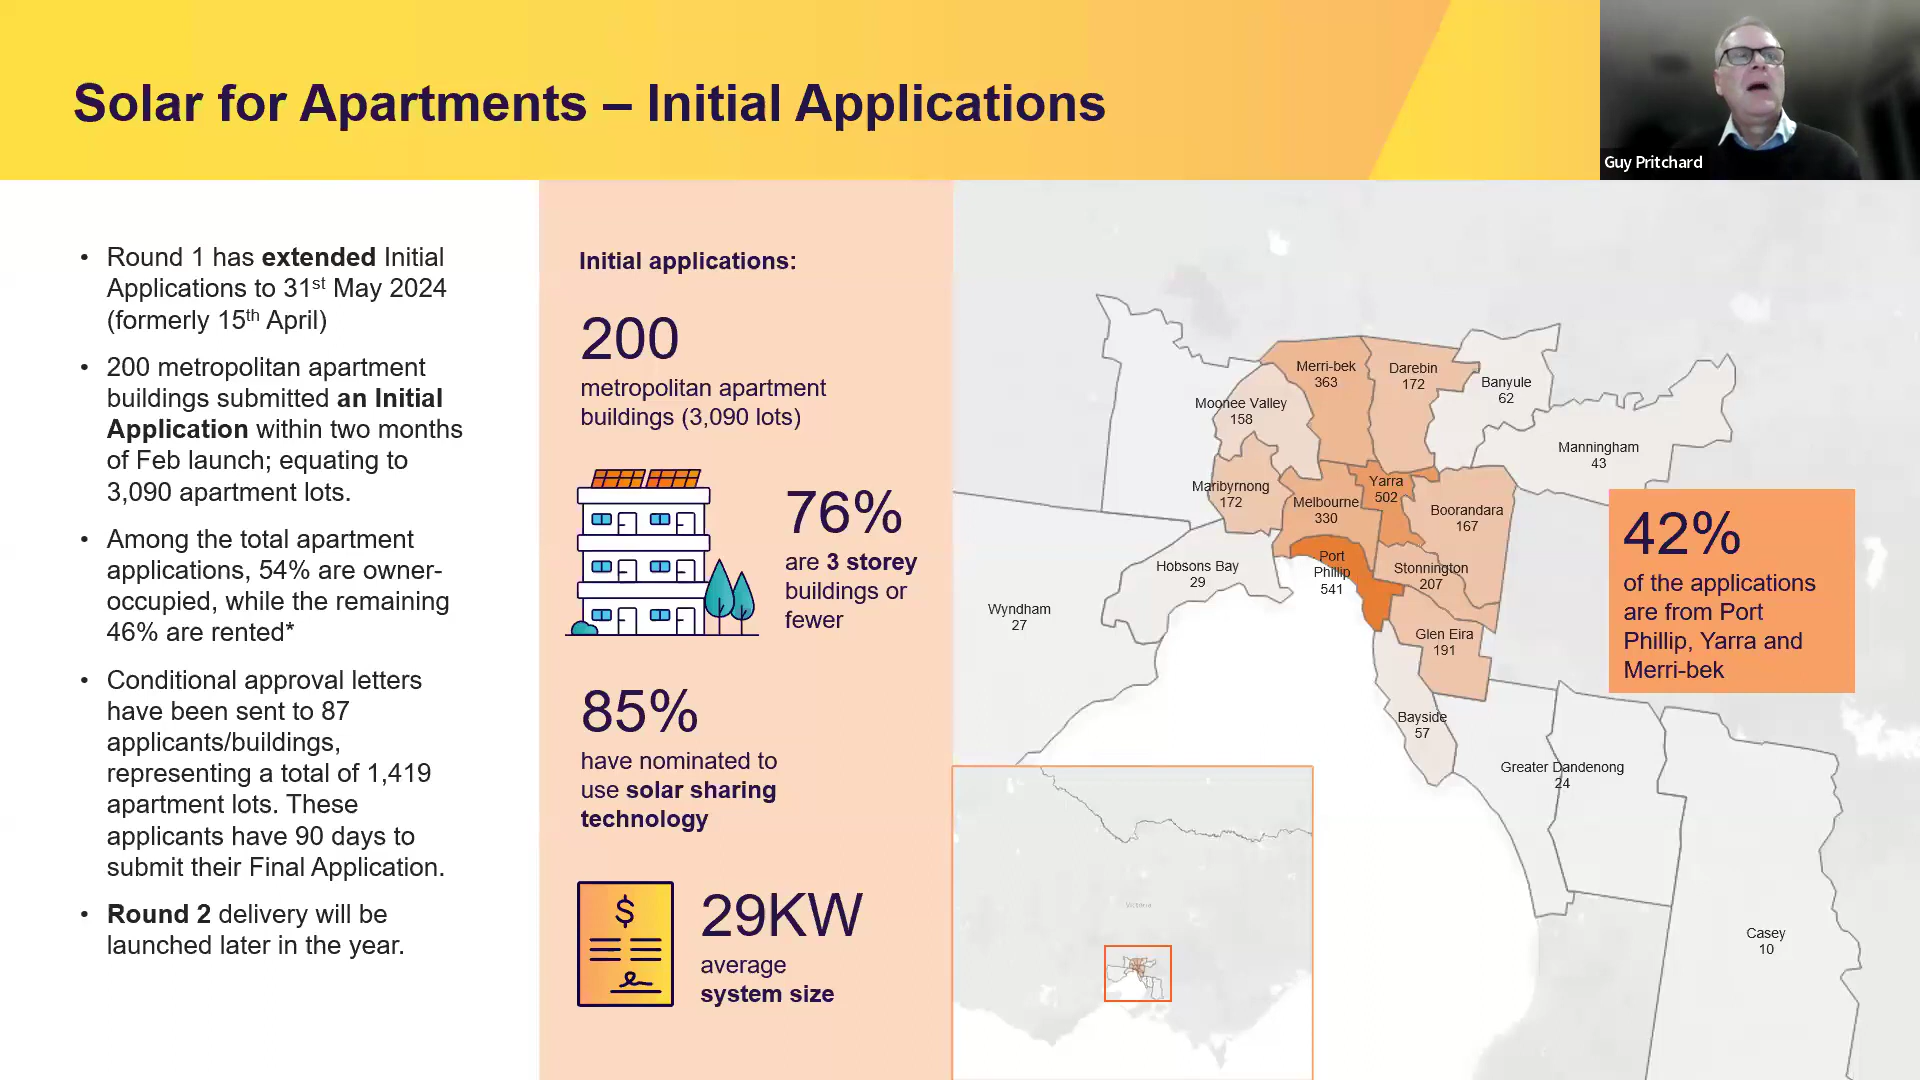 Solar for Apartments – Initial Applications
Guy Pritchard
• Round 1 has extended Initial
Applications to 31st May 2024
(formerly 15th April)
• 200 metropolitan apartment
buildings submitted an Initial
Application within two months
of Feb launch; equating to
3,090 apartment lots.
• Among the total apartment
applications, 54% are owner-
occupied, while the remaining
46% are rented*
• Conditional approval letters
have been sent to 87
applicants/buildings,
representing a total of 1,419
apartment lots. These
applicants have 90 days to
submit their Final Application.
• Round 2 delivery will be
launched later in the year.
Initial applications:
200
metropolitan apartment
buildings (3,090 lots)
76%
are 3 storey
buildings or
fewer
85%
have nominated to
use solar sharing
technology
$
29KW
average
system size
Merri-bek
363
Darebin
172
Banyule
62
Moonee Valley
158
Manningham
43
Maribyrnong
172
Melbourne
330
Yarra
502
Boorandara
167
Hobsons Bay
29
Port
Phillip
541
Stonnington
207
Wyndham
27
Glen Eira
191
Bayside
57
Greater Dandenong
24
Casey
10
Victoria
42%
of the applications
are from Port
Phillip, Yarra and
Merri-bek